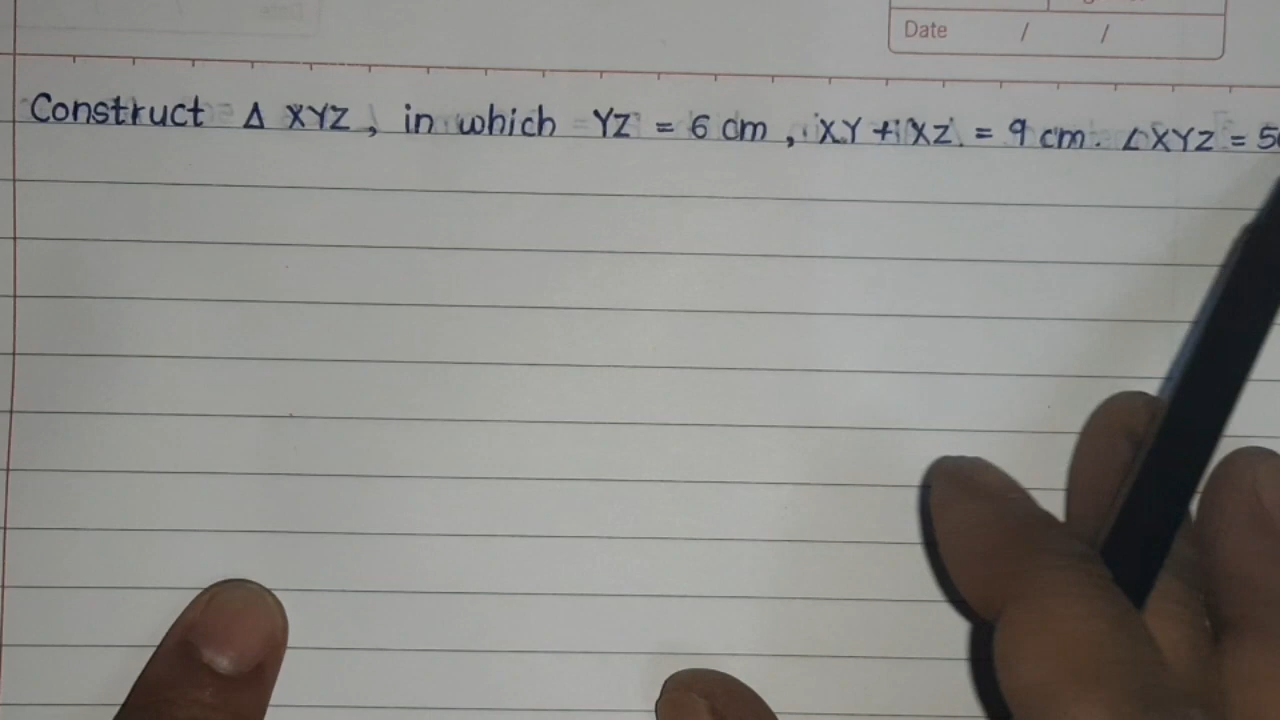 Date / /
Construct Δ XYZ, in which YZ = 6 cm, XY + XZ = 9 cm. ∠XYZ =